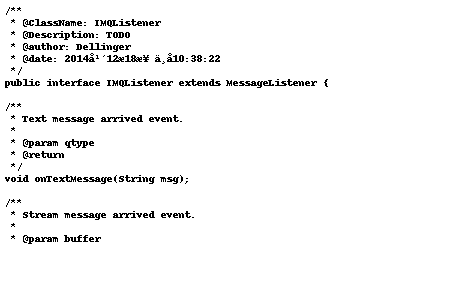 /**
 * @ClassName: IMQListener
 * @Description: TODO
 * @author: Dellinger
 * @date: 2014å¹´12æ18æ¥ ä¸å10:38:22
 */
public interface IMQListener extends MessageListener {
/**
 * Text message arrived event.
 *
 * @param qtype
 * @return
 */
void onTextMessage(String msg);
/**
 * Stream message arrived event.
 *
 * @param buffer